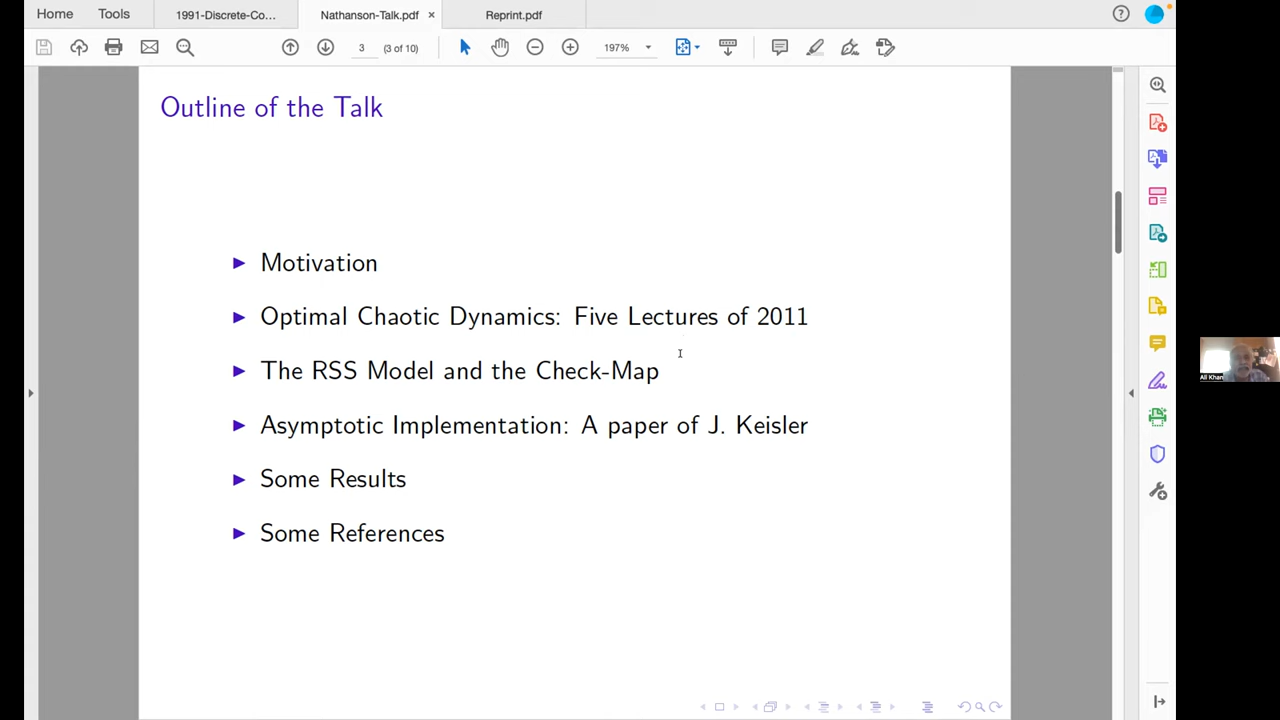 Home
Tools
1991-Discrete-Co...
Nathanson-Talk.pdf
Reprint.pdf
3 (3 of 10)
197%
Outline of the Talk
Motivation
Optimal Chaotic Dynamics: Five Lectures of 2011
The RSS Model and the Check-Map
Asymptotic Implementation: A paper of J. Keisler
Some Results
Some References
Ali Khan